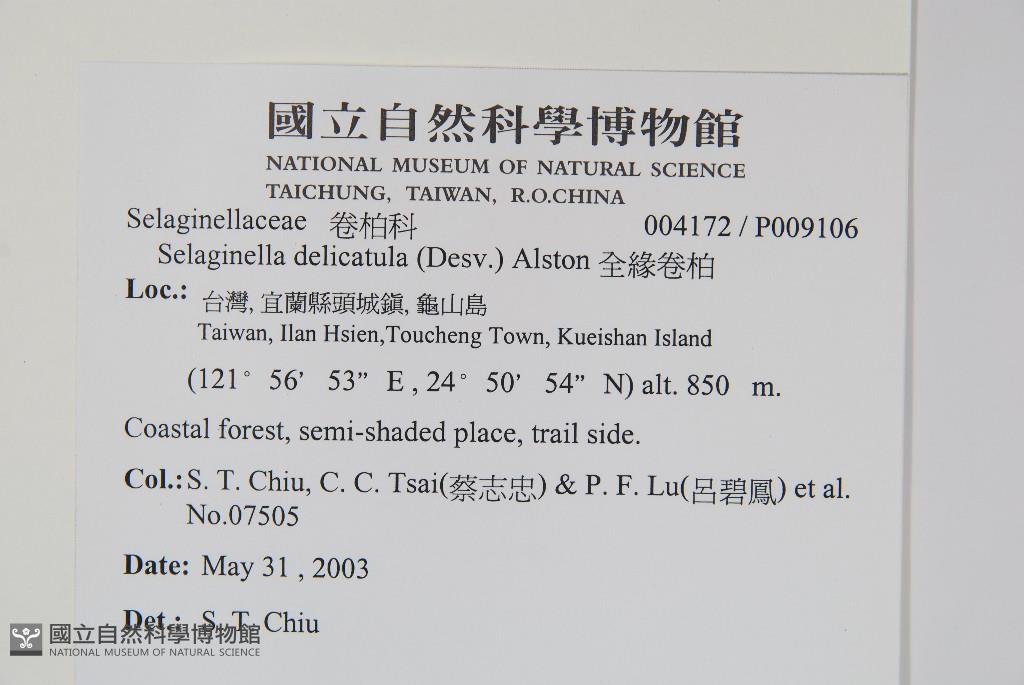 國立自然科學博物館
NATIONAL MUSEUM OF NATURAL SCIENCE
TAICHUNG, TAIWAN, R.O.CHINA
Selaginellaceae 卷柏科 004172 / P009106
Selaginella delicatula (Desv.) Alston 全緣卷柏
Loc.: 台灣, 宜蘭縣頭城鎮, 龜山島
Taiwan, Ilan Hsien,Toucheng Town, Kueishan Island
(121° 56’ 53” E , 24° 50’ 54” N) alt. 850 m.
Coastal forest, semi-shaded place, trail side.
Col.: S. T. Chiu, C. C. Tsai(蔡志忠) & P. F. Lu(呂碧鳳) et al.
No.07505
Date: May 31 , 2003
Det.: S. T. Chiu
國立自然科學博物館
NATIONAL MUSEUM OF NATURAL SCIENCE